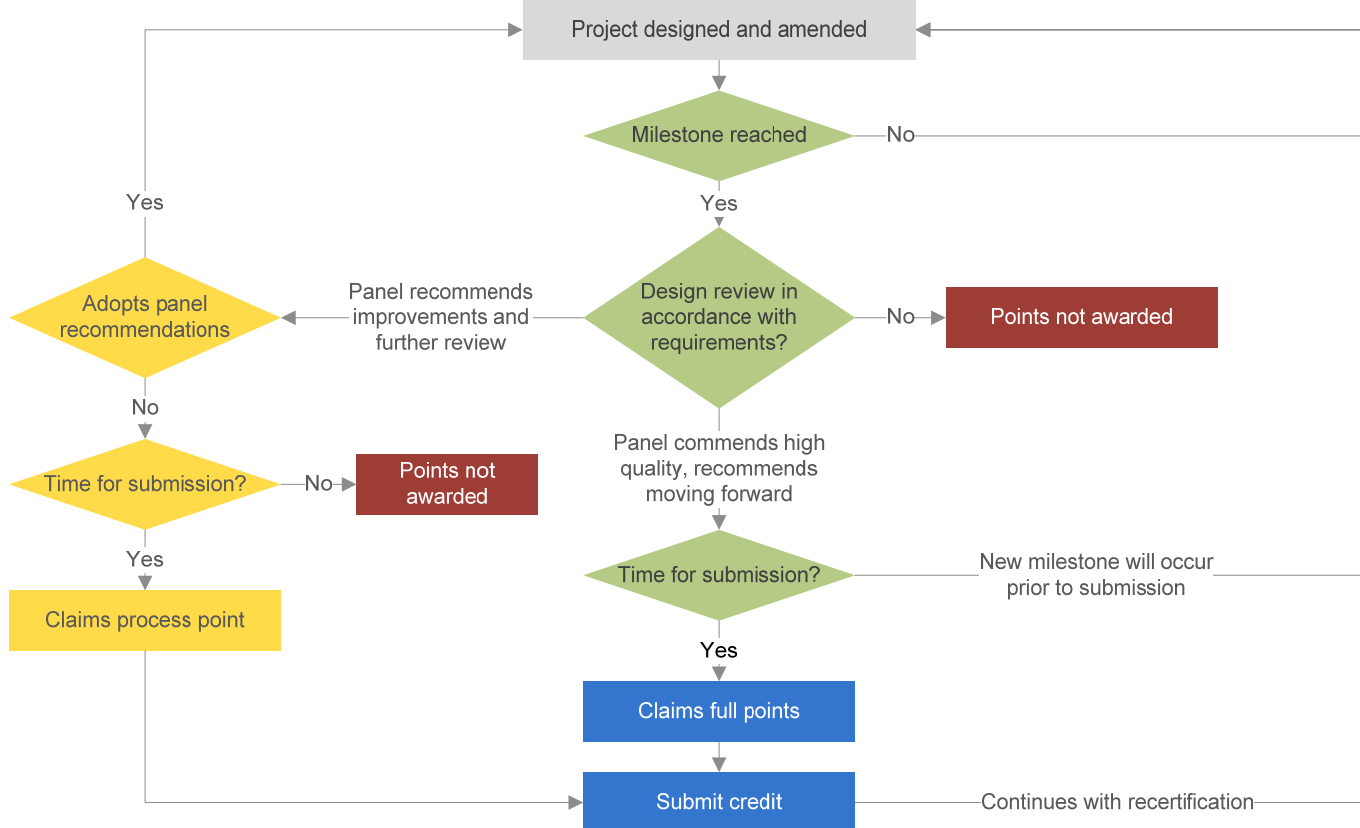 Project designed and amended
Milestone reached
No
Yes
Yes
Design review in
accordance with
requirements?
Panel recommends
improvements and
further review
Adopts panel
recommendations
No
Points not awarded
No
Panel commends high
quality, recommends
moving forward
Time for submission?
No
Points not
awarded
Yes
Time for submission?
New milestone will occur
prior to submission
Claims process point
Yes
Claims full points
Submit credit
Continues with recertification